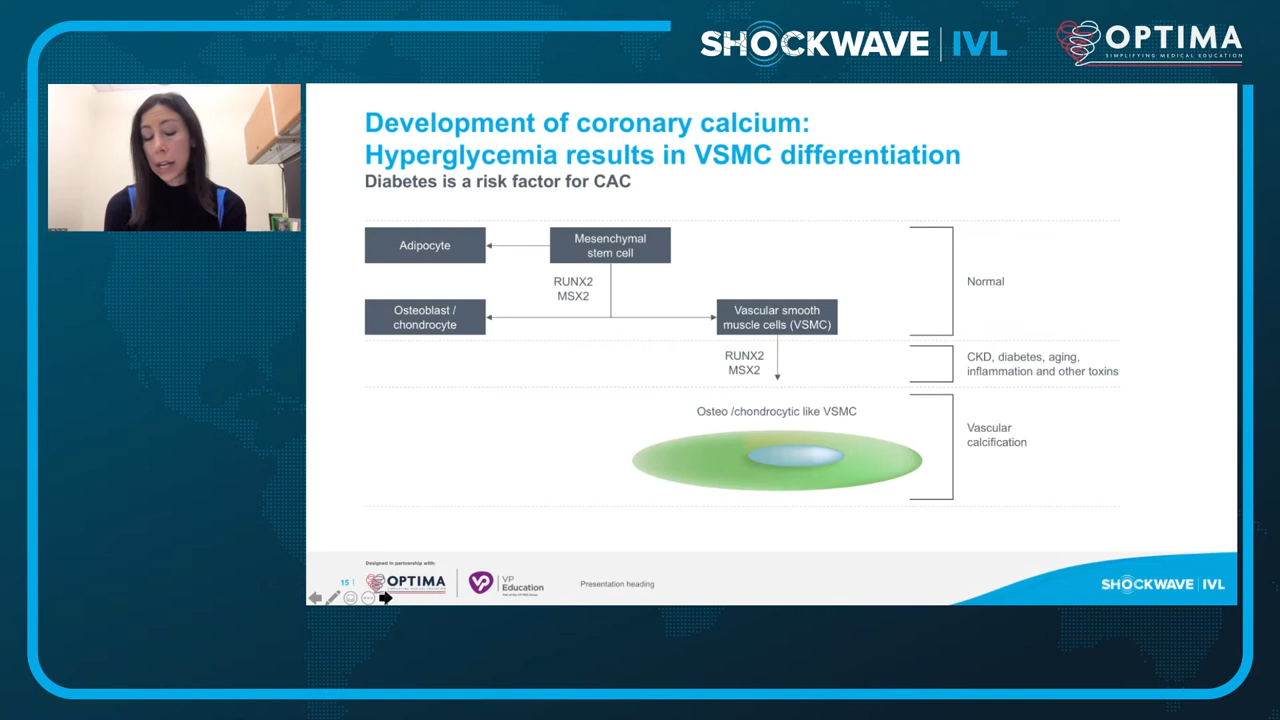 SHOCKWAVE | IVL
OPTIMA
SIMPLIFYING MEDICAL EDUCATION
Development of coronary calcium:
Hyperglycemia results in VSMC differentiation
Diabetes is a risk factor for CAC
Adipocyte
Mesenchymal
stem cell
Normal
RUNX2
MSX2
Osteoblast /
chondrocyte
Vascular smooth
muscle cells (VSMC)
RUNX2
MSX2
CKD, diabetes, aging,
inflammation and other toxins
Osteo /chondrocytic like VSMC
Vascular
calcification
Designed in partnership with:
15 |
OPTIMA
VP
Education
Presentation heading
SHOCKWAVE | IVL